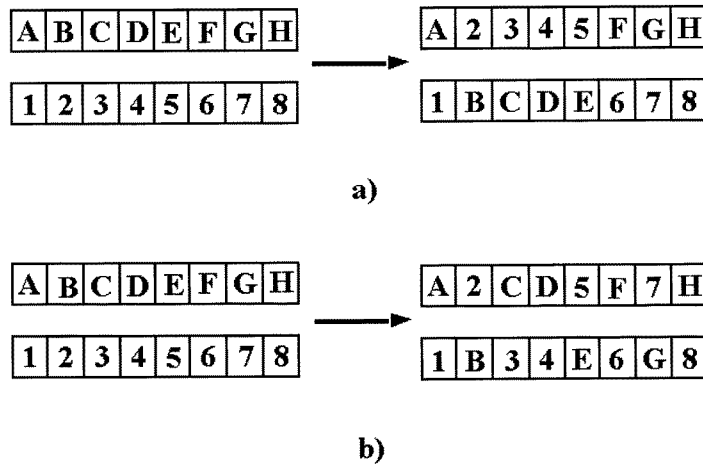 A B C D E F G H
A 2 3 4 5 F G H
1 2 3 4 5 6 7 8
1 B C D E 6 7 8
a)
A B C D E F G H
A 2 C D 5 F 7 H
1 2 3 4 5 6 7 8
1 B 3 4 E 6 G 8
b)